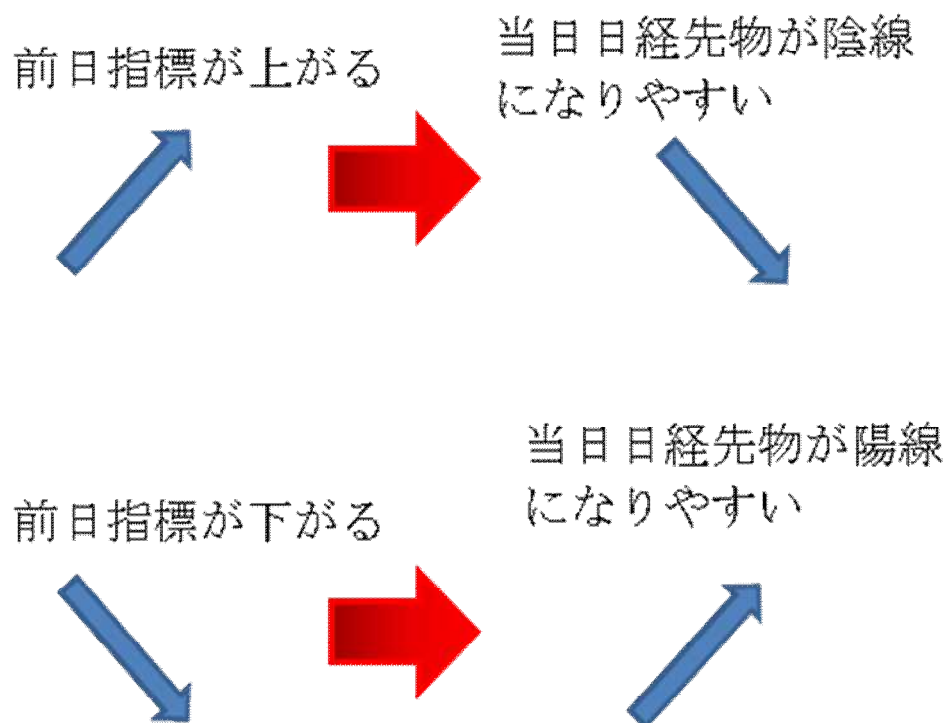 前日指標が上がる
当日日経先物が陰線
になりやすい
前日指標が下がる
当日日経先物が陽線
になりやすい